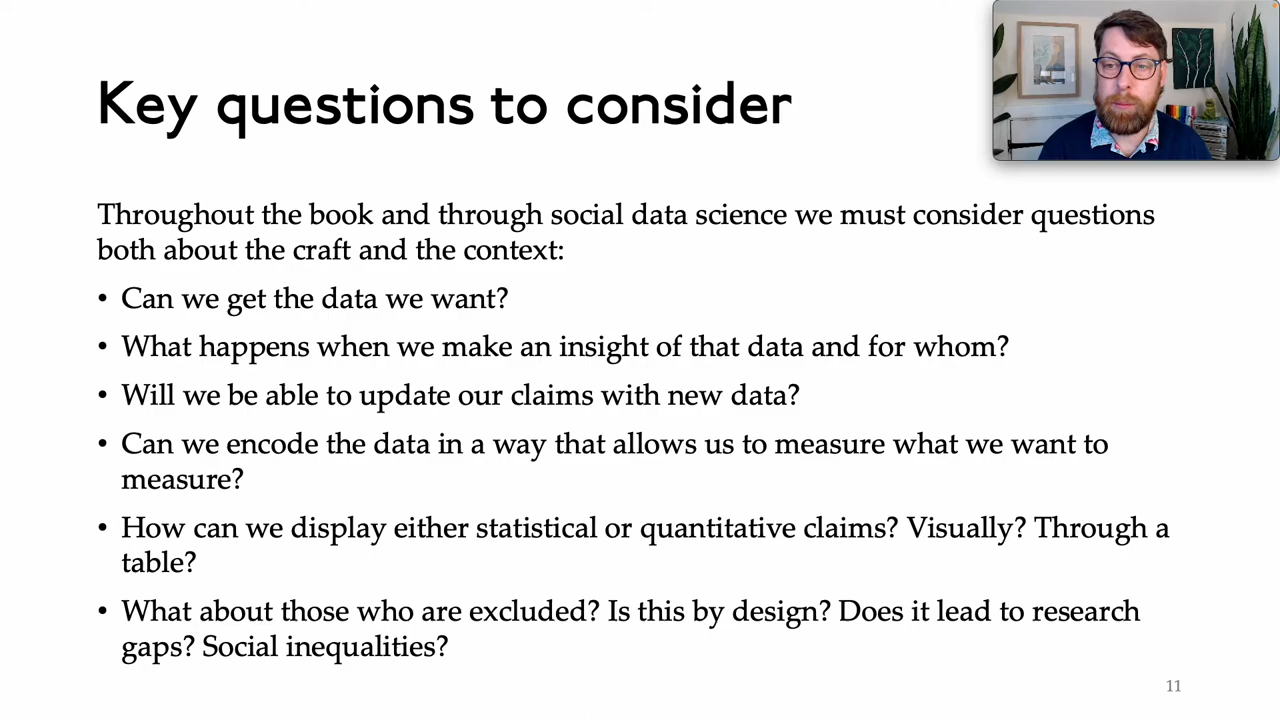 Key questions to consider
Throughout the book and through social data science we must consider questions
both about the craft and the context:
• Can we get the data we want?
• What happens when we make an insight of that data and for whom?
• Will we be able to update our claims with new data?
• Can we encode the data in a way that allows us to measure what we want to
measure?
• How can we display either statistical or quantitative claims? Visually? Through a
table?
• What about those who are excluded? Is this by design? Does it lead to research
gaps? Social inequalities?
11